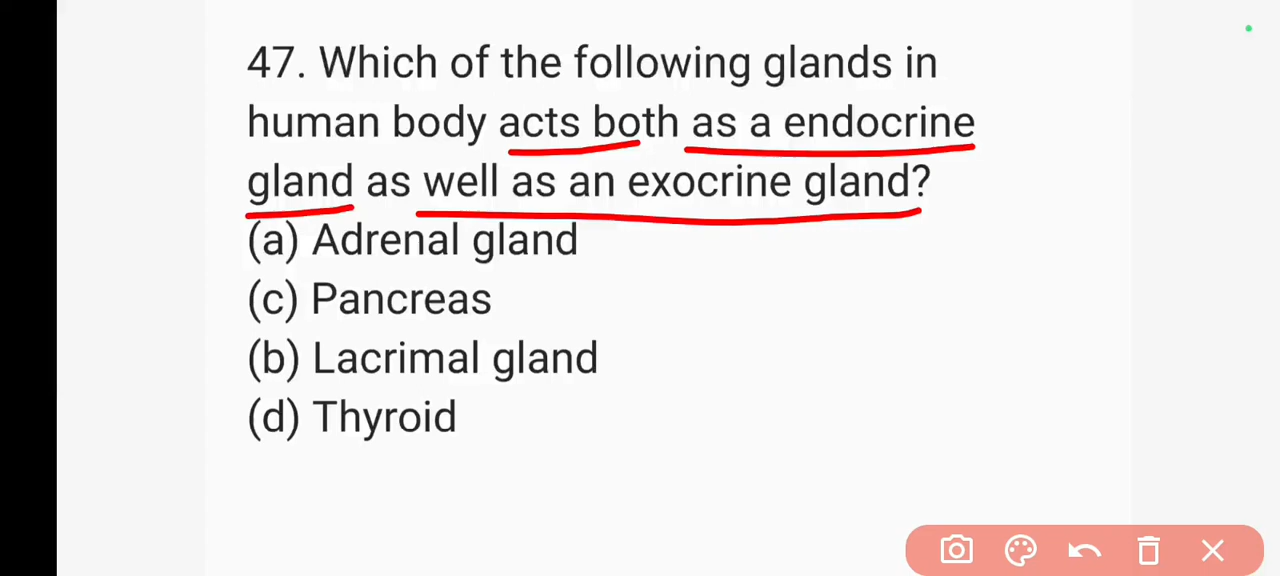 47. Which of the following glands in
human body acts both as a endocrine
gland as well as an exocrine gland?
(a) Adrenal gland
(c) Pancreas
(b) Lacrimal gland
(d) Thyroid